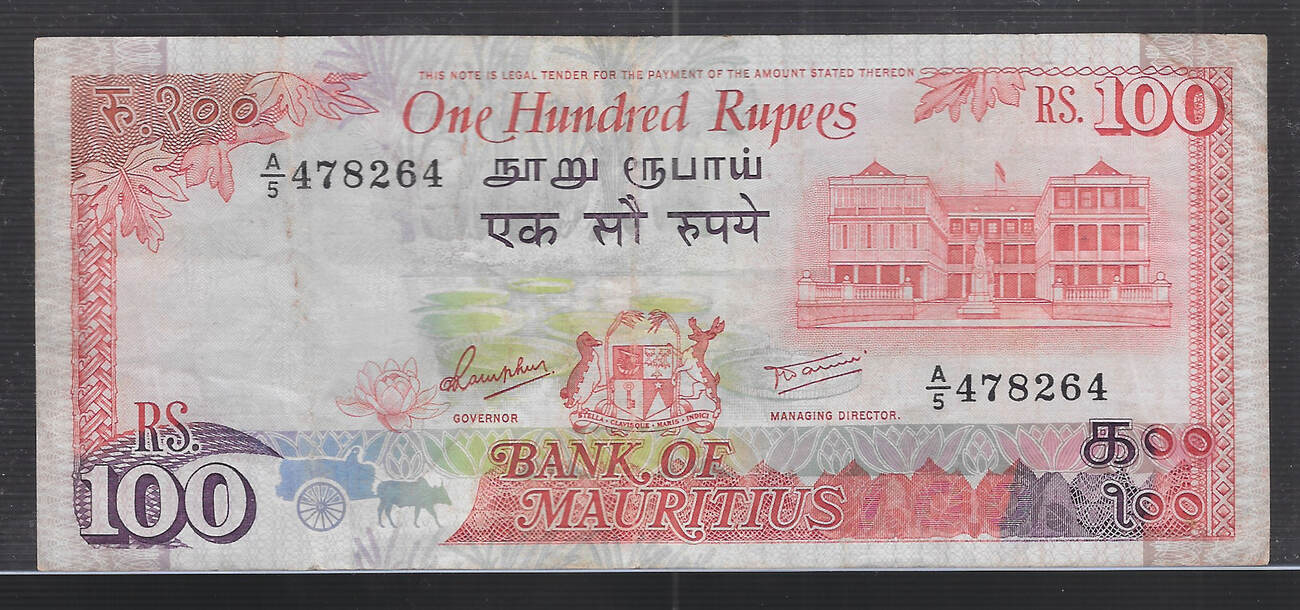 THIS NOTE IS LEGAL TENDER FOR THE PAYMENT OF THE AMOUNT STATED THEREON
रु.१००
One Hundred Rupees
RS. 100
A/5 478264
நூறு ரூபாய்
एक सौ रुपये
GOVERNOR
STELLA · CLAVISQUE · MARIS · INDICI
MANAGING DIRECTOR.
A/5 478264
RS.
100
BANK OF
MAURITIUS
க००
१००